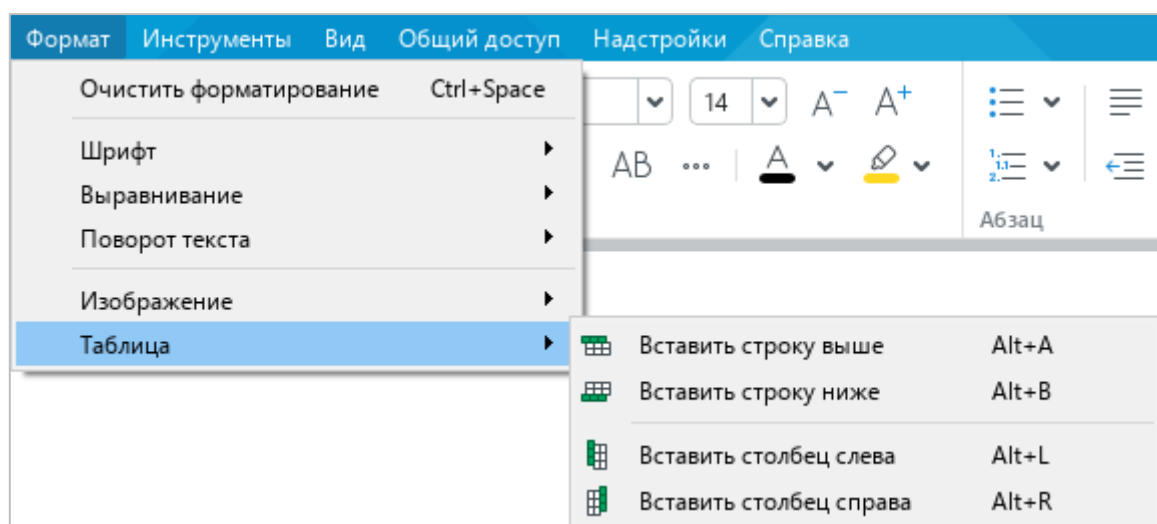 Формат Инструменты Вид Общий доступ Надстройки Справка
Очистить форматирование Ctrl+Space
14 A− A+
Шрифт
AB ••• A
Выравнивание
Поворот текста
Абзац
Изображение
Таблица
Вставить строку выше Alt+A
Вставить строку ниже Alt+B
Вставить столбец слева Alt+L
Вставить столбец справа Alt+R